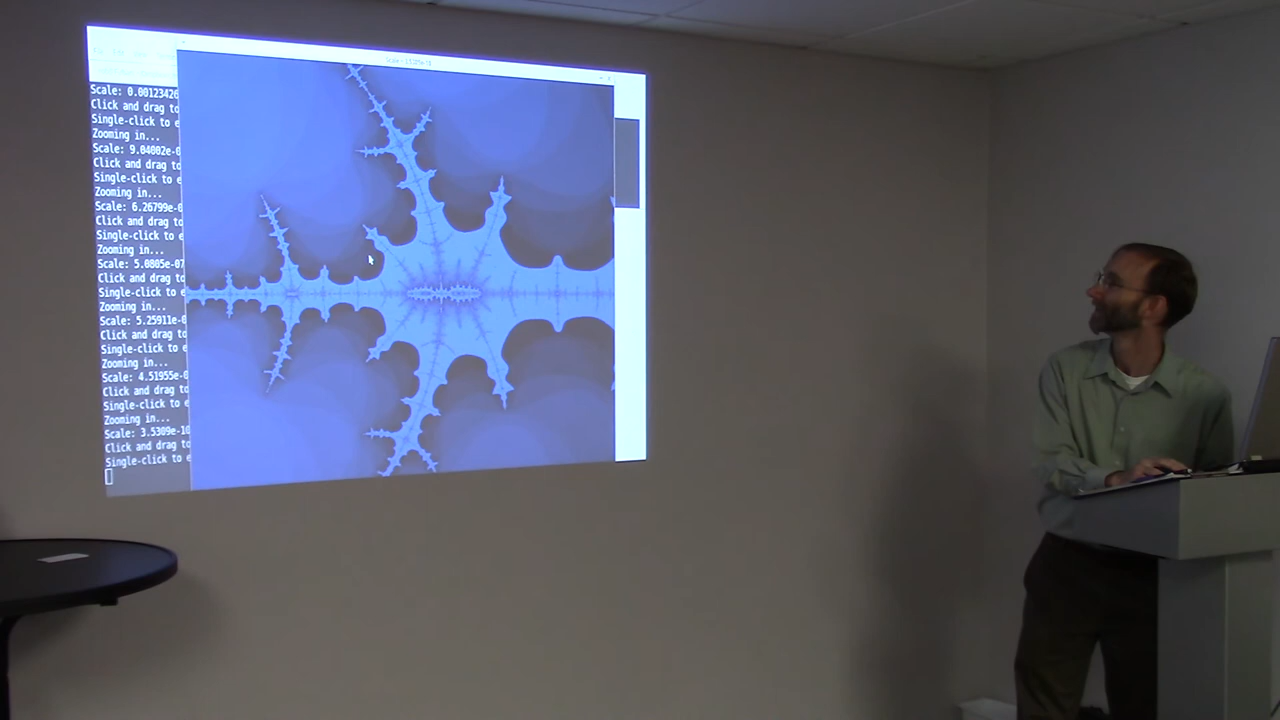 Scale: 0.00123426
Click and drag to
Single-click to e
Zooming in...
Scale: 9.04002e-0
Click and drag to
Single-click to e
Zooming in...
Scale: 6.26799e-0
Click and drag to
Single-click to e
Zooming in...
Scale: 5.0805e-07
Click and drag to
Single-click to e
Zooming in...
Scale: 5.25911e-0
Click and drag to
Single-click to e
Zooming in...
Scale: 4.51955e-0
Click and drag to
Single-click to e
Zooming in...
Scale: 3.5309e-10
Click and drag to
Single-click to e